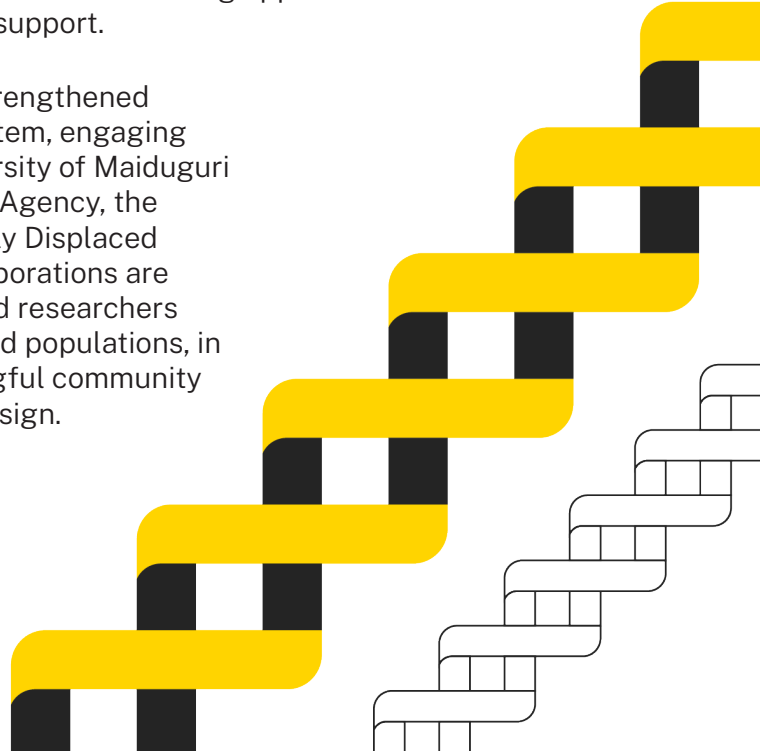 support.
rengthened
tem, engaging
rsity of Maiduguri
Agency, the
y Displaced
porations are
d researchers
d populations, in
gful community
sign.